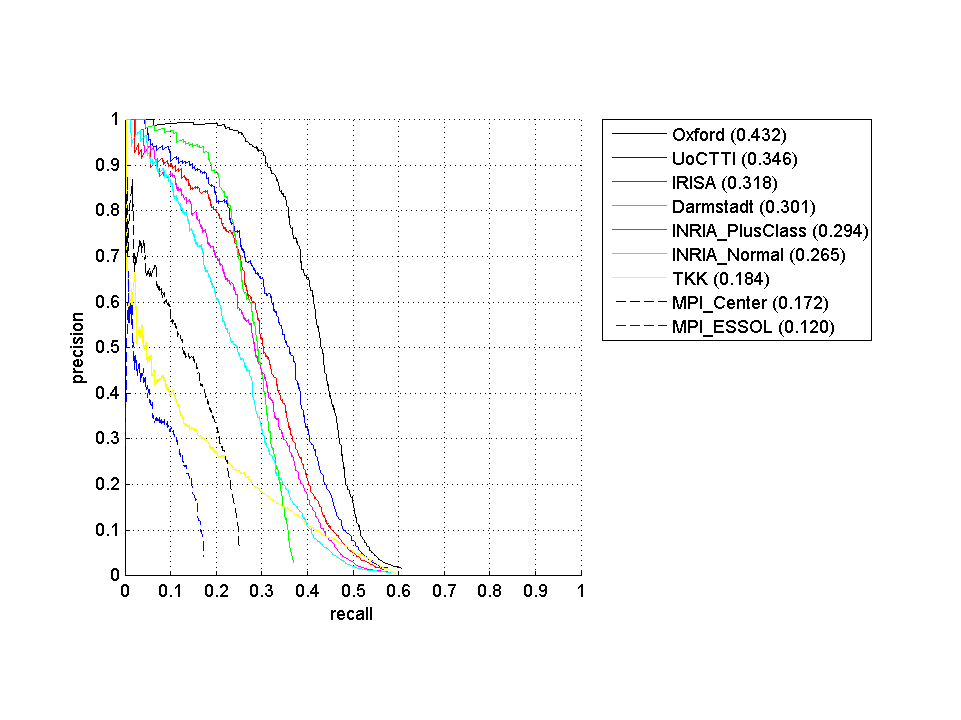 1
0.9
0.8
0.7
0.6
0.5
0.4
0.3
0.2
0.1
0
precision
0 0.1 0.2 0.3 0.4 0.5 0.6 0.7 0.8 0.9 1
recall
Oxford (0.432)
UoCTTI (0.346)
IRISA (0.318)
Darmstadt (0.301)
INRIA_PlusClass (0.294)
INRIA_Normal (0.265)
TKK (0.184)
MPI_Center (0.172)
MPI_ESSOL (0.120)